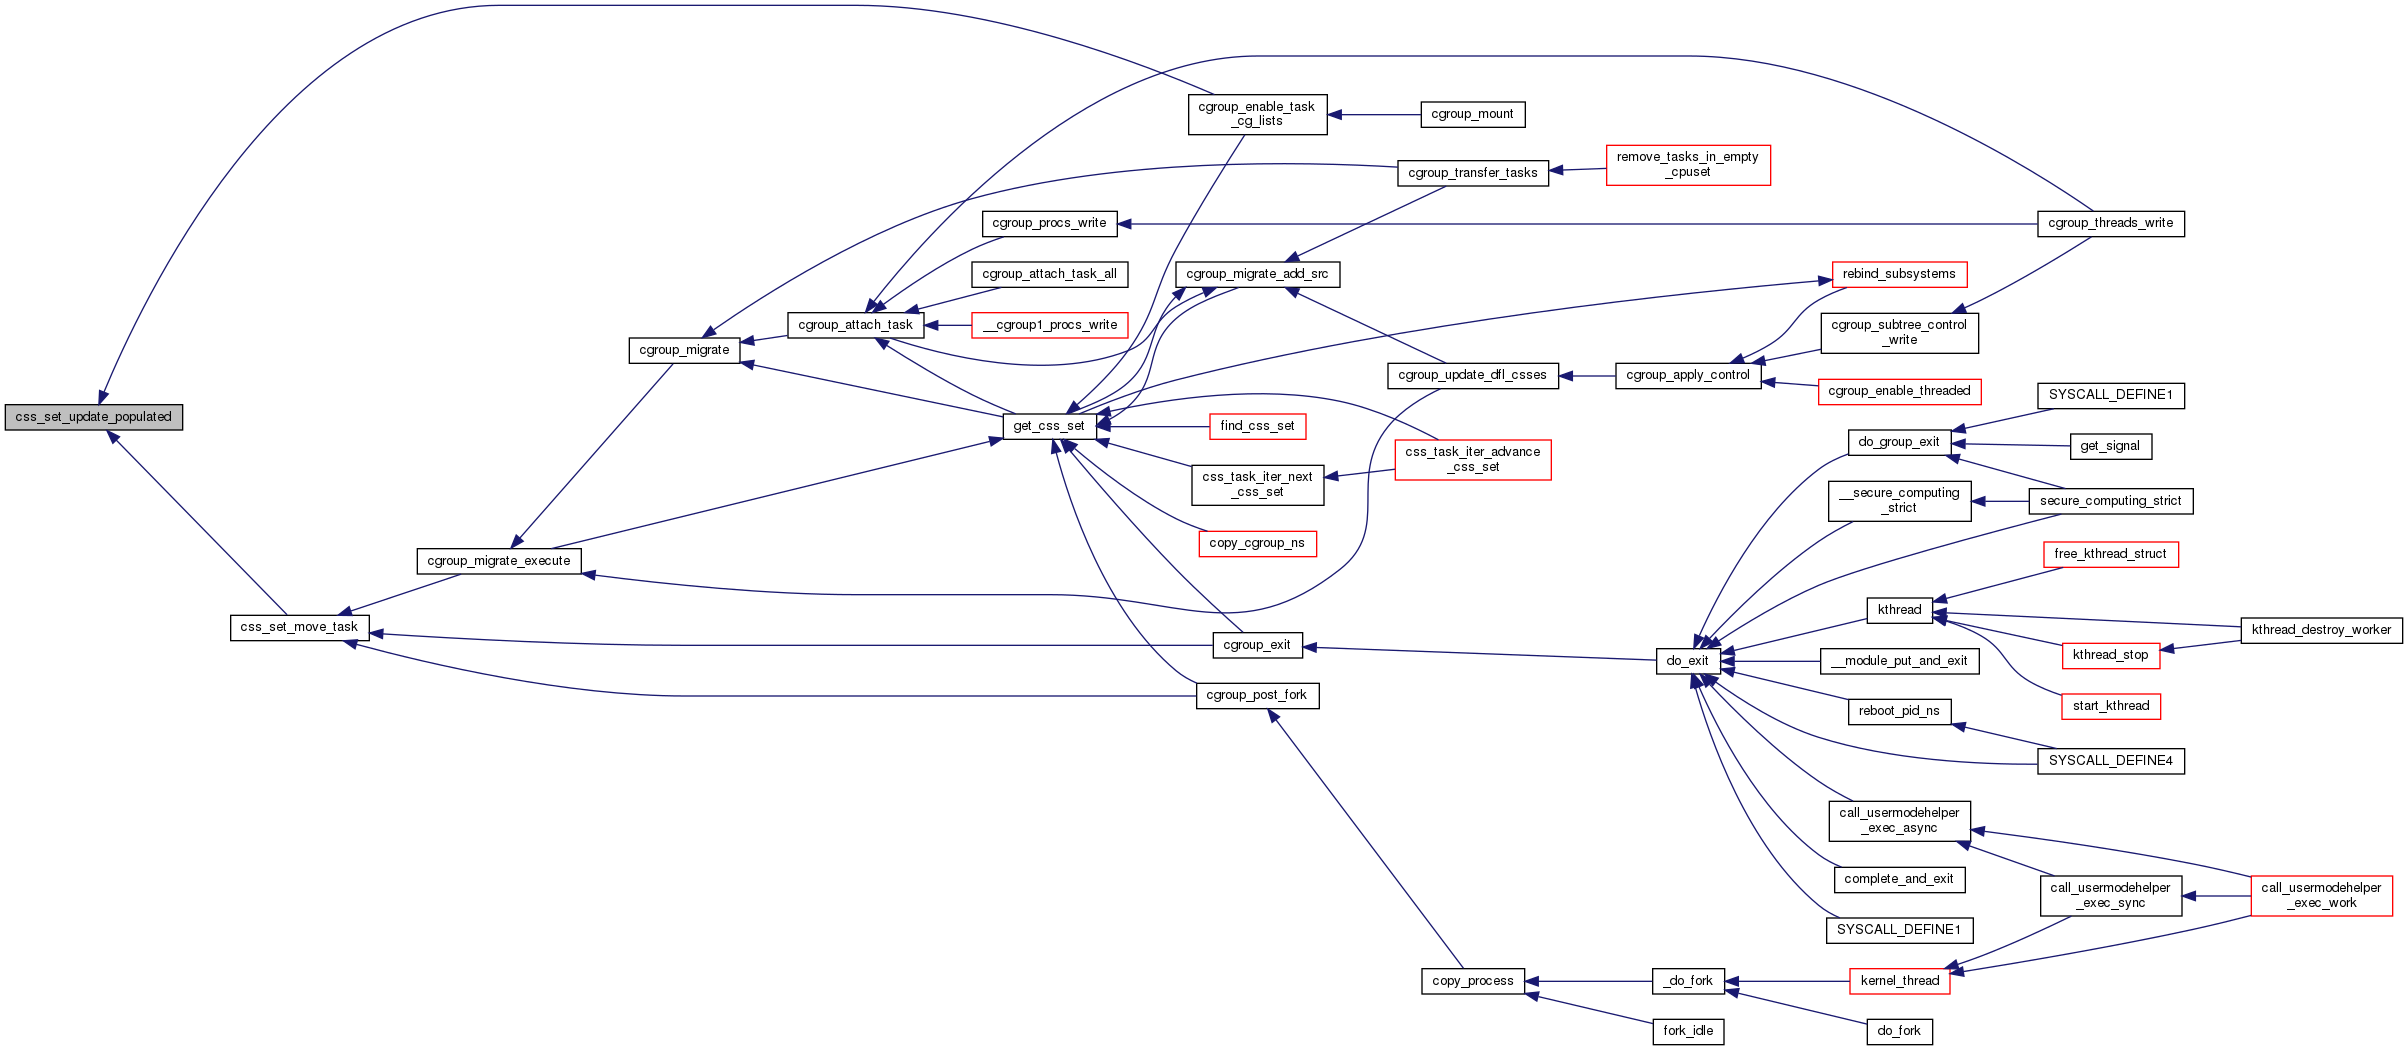 css_set_update_populated
css_set_move_task
cgroup_migrate_execute
cgroup_migrate
cgroup_attach_task
cgroup_procs_write
cgroup_attach_task_all
__cgroup1_procs_write
get_css_set
cgroup_enable_task
_cg_lists
cgroup_mount
cgroup_transfer_tasks
remove_tasks_in_empty
_cpuset
cgroup_migrate_add_src
cgroup_update_dfl_csses
find_css_set
css_task_iter_advance
_css_set
css_task_iter_next
_css_set
copy_cgroup_ns
cgroup_exit
cgroup_post_fork
cgroup_threads_write
rebind_subsystems
cgroup_subtree_control
_write
cgroup_apply_control
cgroup_enable_threaded
SYSCALL_DEFINE1
do_group_exit
get_signal
__secure_computing
_strict
secure_computing_strict
free_kthread_struct
kthread
kthread_destroy_worker
kthread_stop
do_exit
__module_put_and_exit
start_kthread
reboot_pid_ns
SYSCALL_DEFINE4
call_usermodehelper
_exec_async
complete_and_exit
call_usermodehelper
_exec_sync
call_usermodehelper
_exec_work
SYSCALL_DEFINE1
copy_process
_do_fork
kernel_thread
fork_idle
do_fork